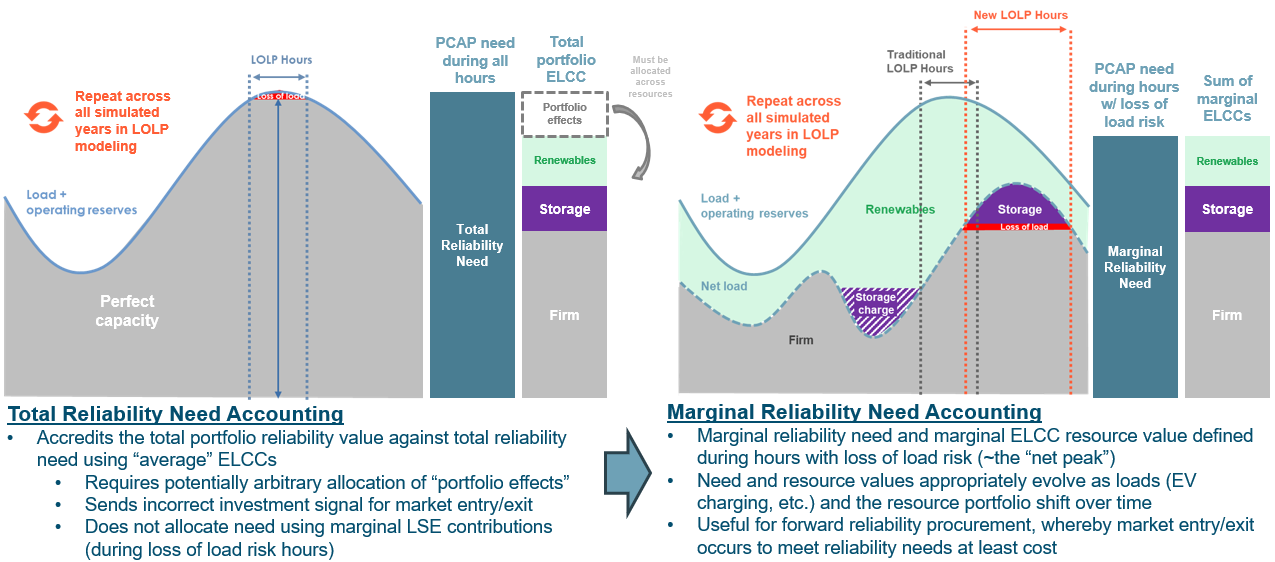 LOLP Hours
Loss of load
Repeat across
all simulated
years in LOLP
modeling
Load +
operating reserves
Perfect
capacity
PCAP need
during all
hours
Total
Reliability
Need
Total
portfolio
ELCC
Must be
allocated
across
resources
Portfolio
effects
Renewables
Storage
Firm
Total Reliability Need Accounting
• Accredits the total portfolio reliability value against total reliability
need using “average” ELCCs
• Requires potentially arbitrary allocation of “portfolio effects”
• Sends incorrect investment signal for market entry/exit
• Does not allocate need using marginal LSE contributions
(during loss of load risk hours)
New LOLP Hours
Traditional
LOLP Hours
Repeat across
all simulated
years in LOLP
modeling
Load +
operating reserves
Renewables
Storage
Loss of load
Net load
Storage
charge
Firm
PCAP need
during hours
w/ loss of
load risk
Marginal
Reliability
Need
Sum of
marginal
ELCCs
Renewables
Storage
Firm
Marginal Reliability Need Accounting
• Marginal reliability need and marginal ELCC resource value defined
during hours with loss of load risk (~the “net peak”)
• Need and resource values appropriately evolve as loads (EV
charging, etc.) and the resource portfolio shift over time
• Useful for forward reliability procurement, whereby market entry/exit
occurs to meet reliability needs at least cost